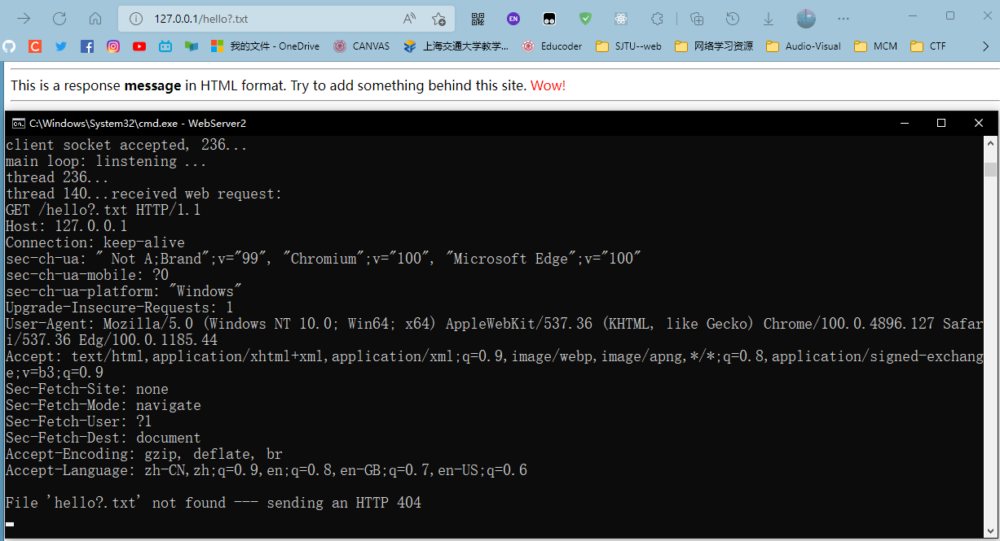 127.0.0.1/hello?.txt
EN
我的文件 - OneDrive CANVAS 上海交通大学教学... Educoder SJTU--web 网络学习资源 Audio-Visual MCM CTF
This is a response message in HTML format. Try to add something behind this site. Wow!
C:\Windows\System32\cmd.exe - WebServer2
client socket accepted, 236...
main loop: linstening ...
thread 236...
thread 140...received web request:
GET /hello?.txt HTTP/1.1
Host: 127.0.0.1
Connection: keep-alive
sec-ch-ua: " Not A;Brand";v="99", "Chromium";v="100", "Microsoft Edge";v="100"
sec-ch-ua-mobile: ?0
sec-ch-ua-platform: "Windows"
Upgrade-Insecure-Requests: 1
User-Agent: Mozilla/5.0 (Windows NT 10.0; Win64; x64) AppleWebKit/537.36 (KHTML, like Gecko) Chrome/100.0.4896.127 Safar
i/537.36 Edg/100.0.1185.44
Accept: text/html,application/xhtml+xml,application/xml;q=0.9,image/webp,image/apng,*/*;q=0.8,application/signed-exchang
e;v=b3;q=0.9
Sec-Fetch-Site: none
Sec-Fetch-Mode: navigate
Sec-Fetch-User: ?1
Sec-Fetch-Dest: document
Accept-Encoding: gzip, deflate, br
Accept-Language: zh-CN,zh;q=0.9,en;q=0.8,en-GB;q=0.7,en-US;q=0.6
File 'hello?.txt' not found --- sending an HTTP 404